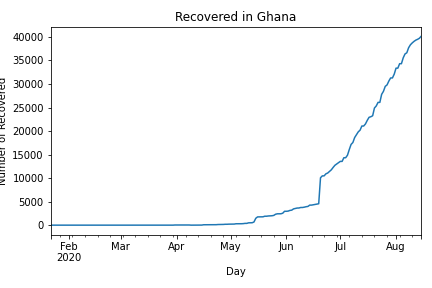 Recovered in Ghana
40000
35000
30000
25000
20000
15000
10000
5000
0
Number of Recovered
Feb
2020
Mar
Apr
May
Jun
Jul
Aug
Day